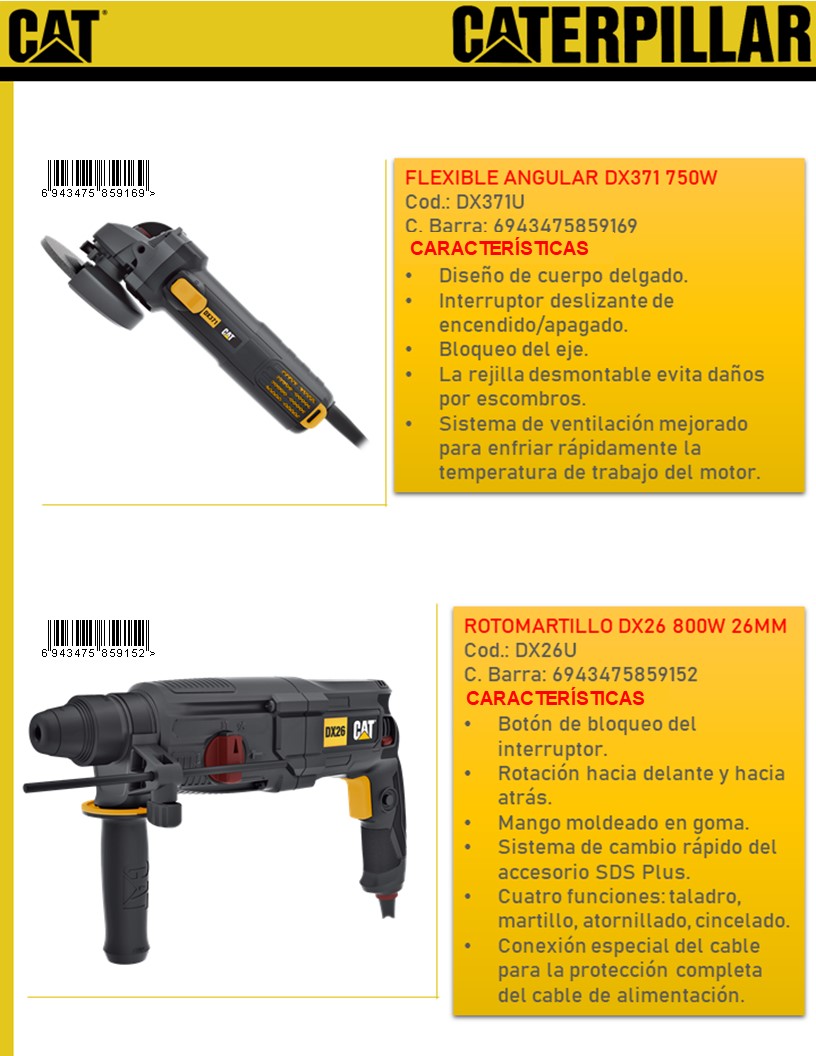 CAT
CATERPILLAR
6 943475 859169 >
FLEXIBLE ANGULAR DX371 750W
Cod.: DX371U
C. Barra: 6943475859169
CARACTERÍSTICAS
• Diseño de cuerpo delgado.
• Interruptor deslizante de
encendido/apagado.
• Bloqueo del eje.
• La rejilla desmontable evita daños
por escombros.
• Sistema de ventilación mejorado
para enfriar rápidamente la
temperatura de trabajo del motor.
DX371
CAT
6 943475 859152 >
ROTOMARTILLO DX26 800W 26MM
Cod.: DX26U
C. Barra: 6943475859152
CARACTERÍSTICAS
• Botón de bloqueo del
interruptor.
• Rotación hacia delante y hacia
atrás.
• Mango moldeado en goma.
• Sistema de cambio rápido del
accesorio SDS Plus.
• Cuatro funciones: taladro,
martillo, atornillado, cincelado.
• Conexión especial del cable
para la protección completa
del cable de alimentación.
DX26
CAT
CAT